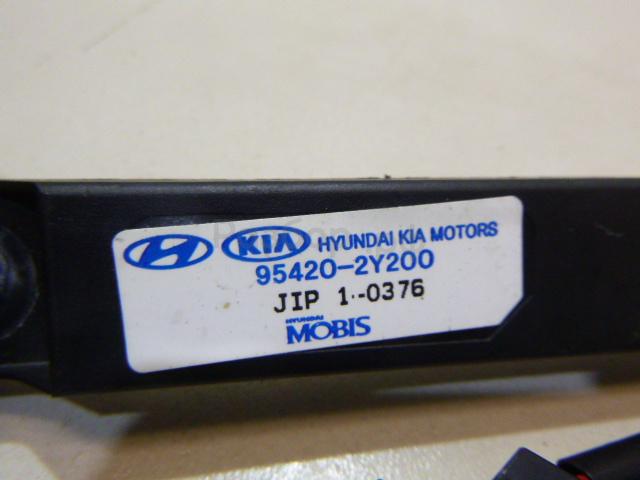 KIA HYUNDAI KIA MOTORS
95420-2Y200
JIP 1-0376
HYUNDAI
MOBIS